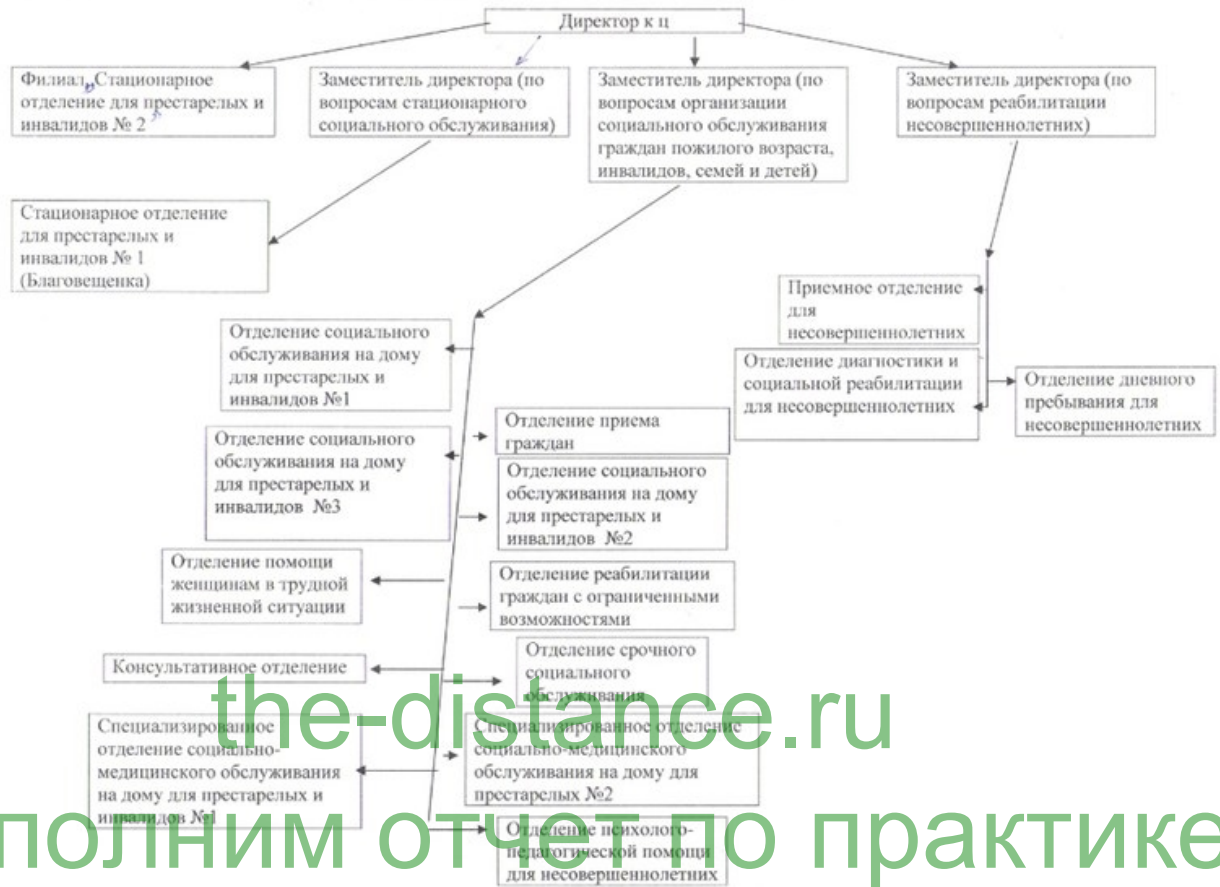 Директор к ц
Филиал „Стационарное
отделение для престарелых и
инвалидов № 2
Заместитель директора (по
вопросам стационарного
социального обслуживания)
Заместитель директора (по
вопросам организации
социального обслуживания
граждан пожилого возраста,
инвалидов, семей и детей)
Заместитель директора (по
вопросам реабилитации
несовершеннолетних)
Стационарное отделение
для престарелых и
инвалидов № 1
(Благовещенка)
Приемное отделение
для
несовершеннолетних
Отделение диагностики и
социальной реабилитации
для несовершеннолетних
Отделение дневного
пребывания для
несовершеннолетних
Отделение социального
обслуживания на дому
для престарелых и
инвалидов №1
Отделение приема
граждан
Отделение социального
обслуживания на дому
для престарелых и
инвалидов №3
Отделение социального
обслуживания на дому
для престарелых и
инвалидов №2
Отделение помощи
женщинам в трудной
жизненной ситуации
Отделение реабилитации
граждан с ограниченными
возможностями
Консультативное отделение
Отделение срочного
социального
обслуживания
Специализированное
отделение социально-
медицинского обслуживания
на дому для престарелых и
инвалидов №1
Специализированное отделение
социально-медицинского
обслуживания на дому для
престарелых №2
Отделение психолого-
педагогической помощи
для несовершеннолетних
the-distance.ru
полним отчет по практике